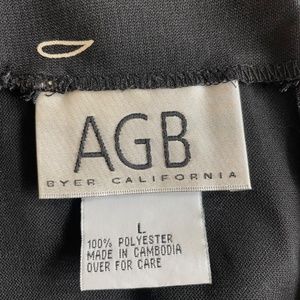 AGB
BYER CALIFORNIA
L
100% POLYESTER
MADE IN CAMBODIA
OVER FOR CARE